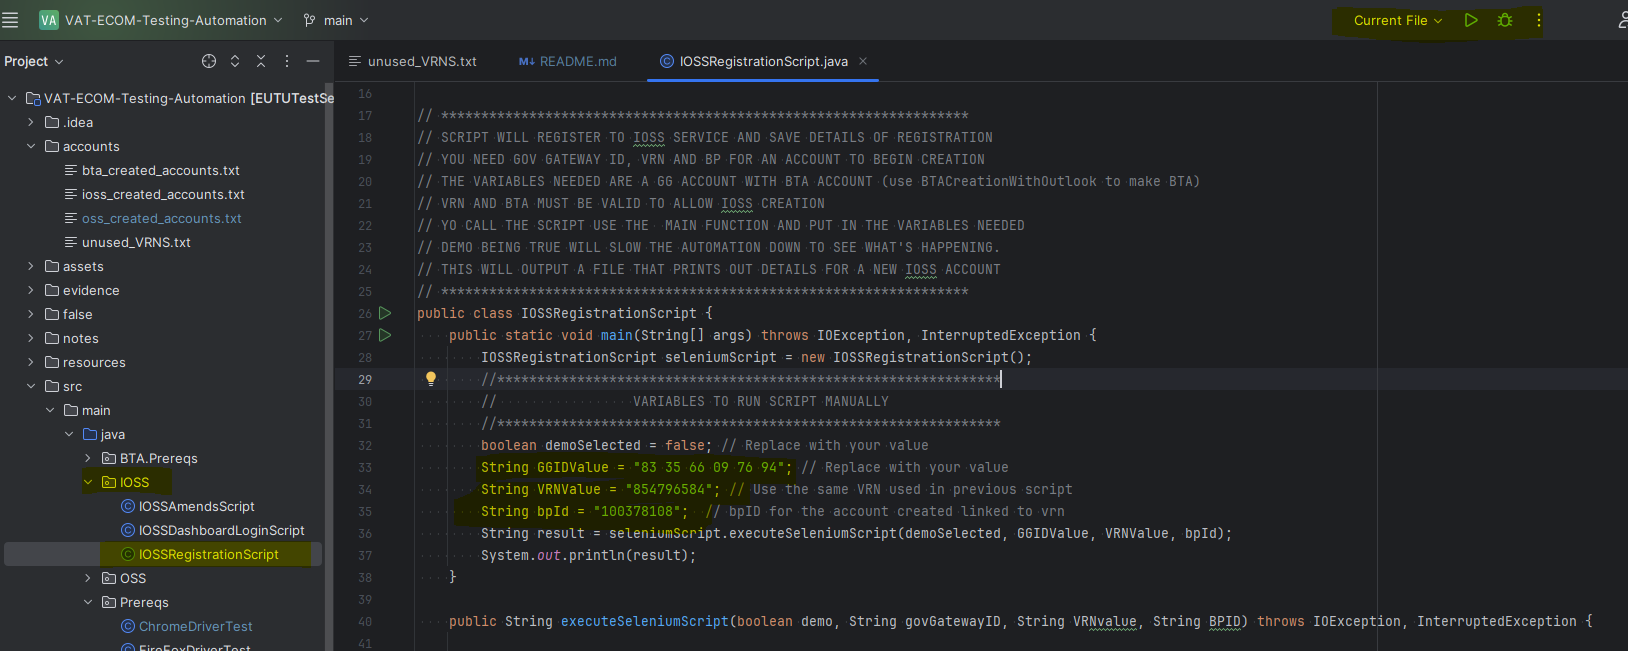 VA VAT-ECOM-Testing-Automation main Current File
Project
unused_VRNS.txt README.md IOSSRegistrationScript.java
VAT-ECOM-Testing-Automation [EUTUTestSe
.idea
accounts
bta_created_accounts.txt
ioss_created_accounts.txt
oss_created_accounts.txt
unused_VRNS.txt
assets
evidence
false
notes
resources
src
main
java
BTA.Prereqs
IOSS
IOSSAmendsScript
IOSSDashboardLoginScript
IOSSRegistrationScript
OSS
Prereqs
ChromeDriverTest
FireFoxDriverTest
16
17 // ******************************************************************
18 // SCRIPT WILL REGISTER TO IOSS SERVICE AND SAVE DETAILS OF REGISTRATION
19 // YOU NEED GOV GATEWAY ID, VRN AND BP FOR AN ACCOUNT TO BEGIN CREATION
20 // THE VARIABLES NEEDED ARE A GG ACCOUNT WITH BTA ACCOUNT (use BTACreationWithOutlook to make BTA)
21 // VRN AND BTA MUST BE VALID TO ALLOW IOSS CREATION
22 // YO CALL THE SCRIPT USE THE  MAIN FUNCTION AND PUT IN THE VARIABLES NEEDED
23 // DEMO BEING TRUE WILL SLOW THE AUTOMATION DOWN TO SEE WHAT'S HAPPENING.
24 // THIS WILL OUTPUT A FILE THAT PRINTS OUT DETAILS FOR A NEW IOSS ACCOUNT
25 // ******************************************************************
26 public class IOSSRegistrationScript {
27 public static void main(String[] args) throws IOException, InterruptedException {
28 IOSSRegistrationScript seleniumScript = new IOSSRegistrationScript();
29 //***************************************************************
30 // VARIABLES TO RUN SCRIPT MANUALLY
31 //***************************************************************
32 boolean demoSelected = false; // Replace with your value
33 String GGIDValue = "83 35 66 09 76 94"; // Replace with your value
34 String VRNValue = "854796584"; // Use the same VRN used in previous script
35 String bpId = "100378108";  // bpID for the account created linked to vrn
36 String result = seleniumScript.executeSeleniumScript(demoSelected, GGIDValue, VRNValue, bpId);
37 System.out.println(result);
38 }
39
40 public String executeSeleniumScript(boolean demo, String govGatewayID, String VRNvalue, String BPID) throws IOException, InterruptedException {
41